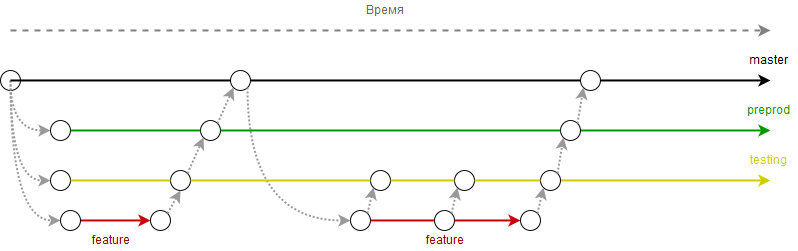 Время
master
preprod
testing
feature
feature